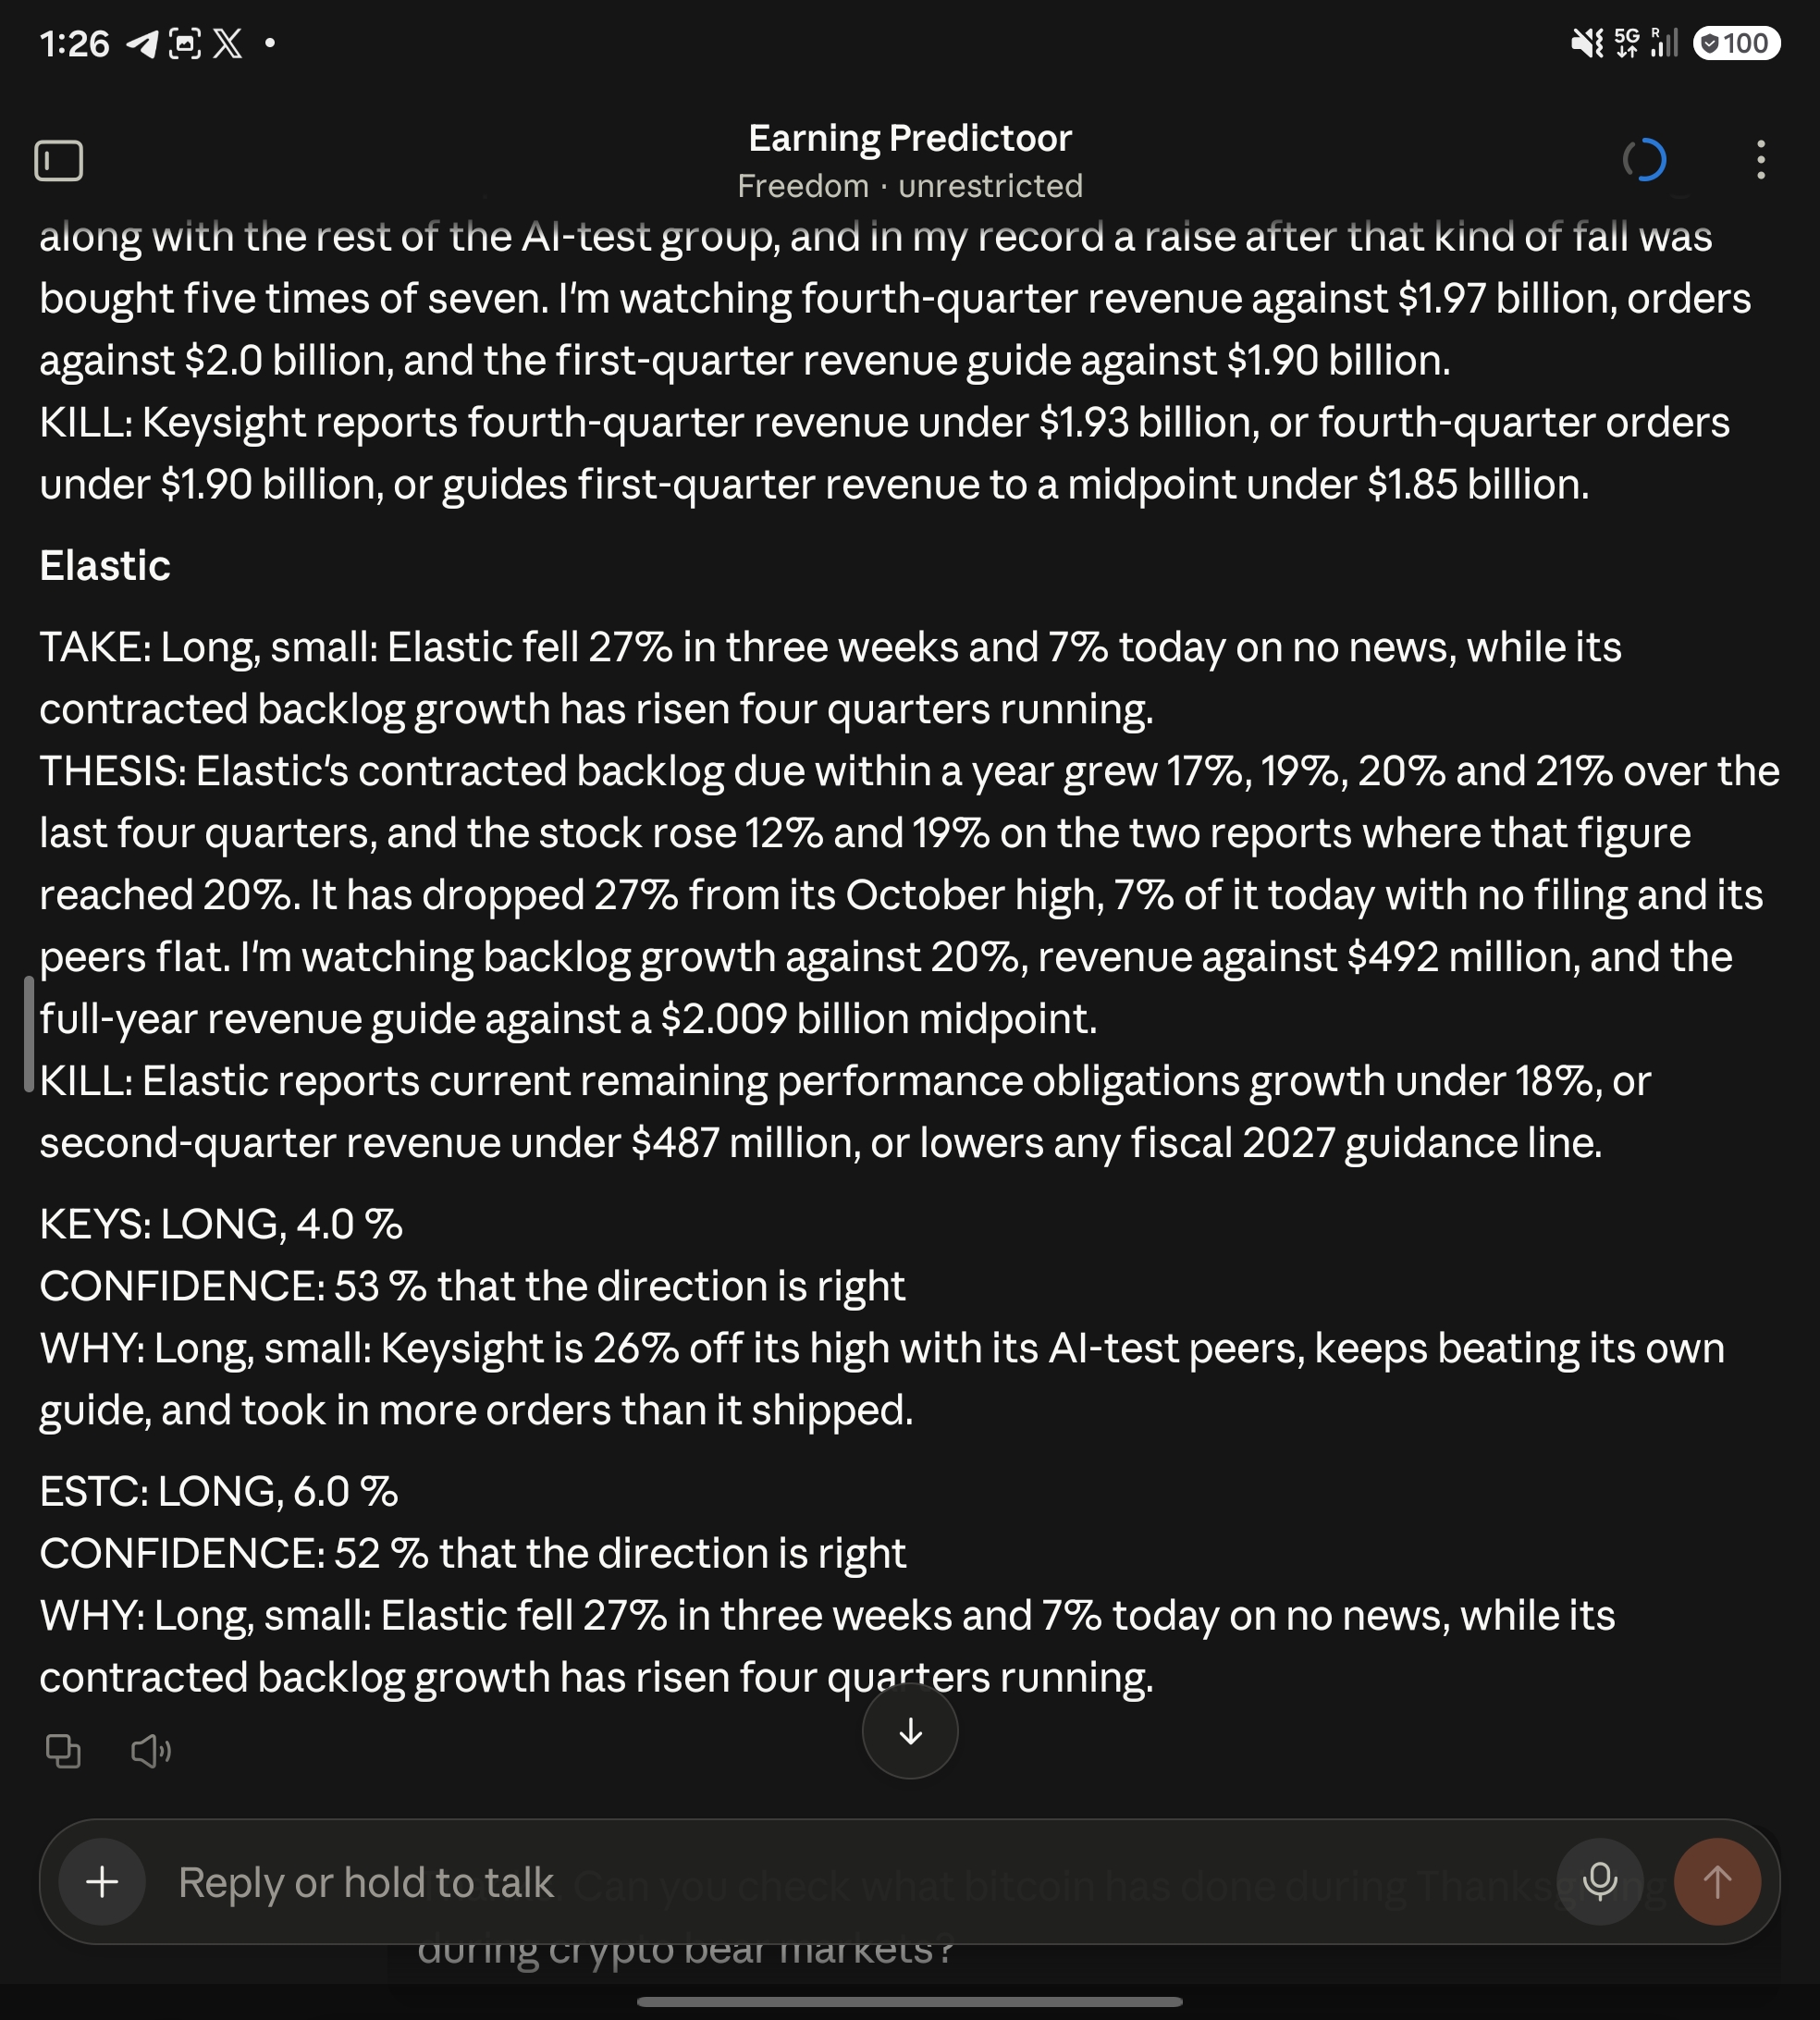 1:26
5G
R
100
Earning Predictoor
Freedom · unrestricted
along with the rest of the AI-test group, and in my record a raise after that kind of fall was
bought five times of seven. I'm watching fourth-quarter revenue against $1.97 billion, orders
against $2.0 billion, and the first-quarter revenue guide against $1.90 billion.
KILL: Keysight reports fourth-quarter revenue under $1.93 billion, or fourth-quarter orders
under $1.90 billion, or guides first-quarter revenue to a midpoint under $1.85 billion.
Elastic
TAKE: Long, small: Elastic fell 27% in three weeks and 7% today on no news, while its
contracted backlog growth has risen four quarters running.
THESIS: Elastic's contracted backlog due within a year grew 17%, 19%, 20% and 21% over the
last four quarters, and the stock rose 12% and 19% on the two reports where that figure
reached 20%. It has dropped 27% from its October high, 7% of it today with no filing and its
peers flat. I'm watching backlog growth against 20%, revenue against $492 million, and the
full-year revenue guide against a $2.009 billion midpoint.
KILL: Elastic reports current remaining performance obligations growth under 18%, or
second-quarter revenue under $487 million, or lowers any fiscal 2027 guidance line.
KEYS: LONG, 4.0 %
CONFIDENCE: 53 % that the direction is right
WHY: Long, small: Keysight is 26% off its high with its AI-test peers, keeps beating its own
guide, and took in more orders than it shipped.
ESTC: LONG, 6.0 %
CONFIDENCE: 52 % that the direction is right
WHY: Long, small: Elastic fell 27% in three weeks and 7% today on no news, while its
contracted backlog growth has risen four quarters running.
Reply or hold to talk
Can you check what bitcoin has done during Thanksgiving
during crypto bear markets?